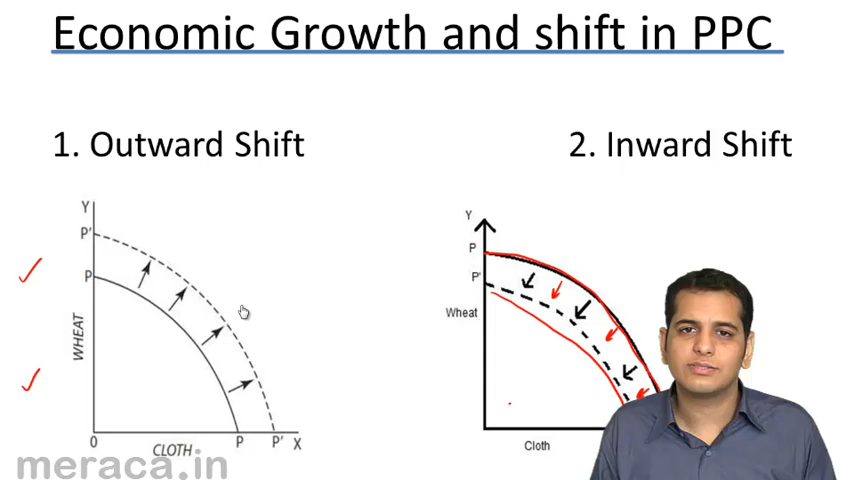 Economic Growth and shift in PPC
1. Outward Shift
2. Inward Shift
Y
P'
P
WHEAT
0
CLOTH
P
P'
X
Y
P
P'
Wheat
Cloth
meraca.in